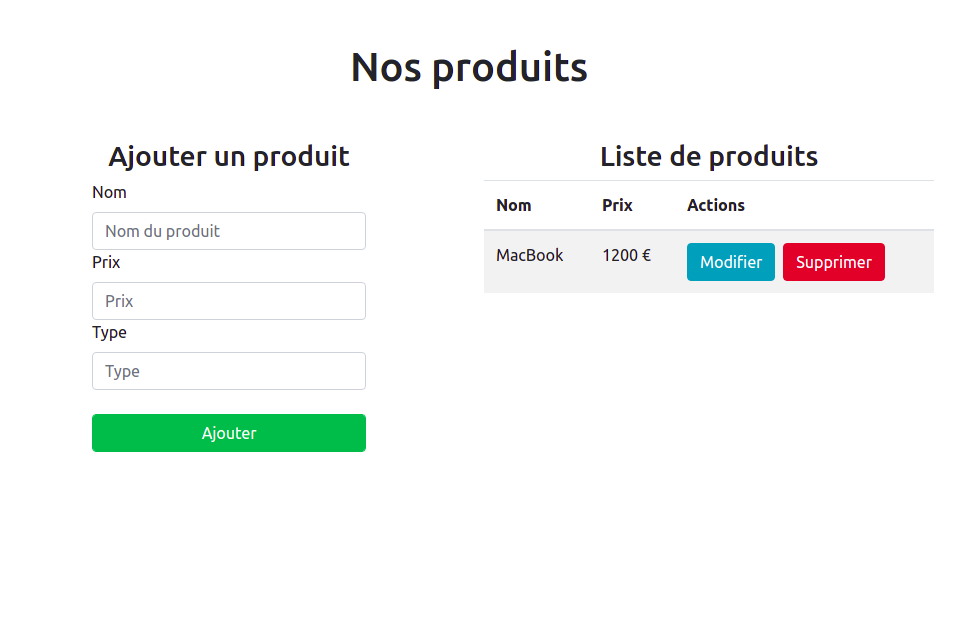 Nos produits
Ajouter un produit
Nom
Nom du produit
Prix
Prix
Type
Type
Ajouter
Liste de produits
Nom Prix Actions
MacBook 1200 € Modifier Supprimer